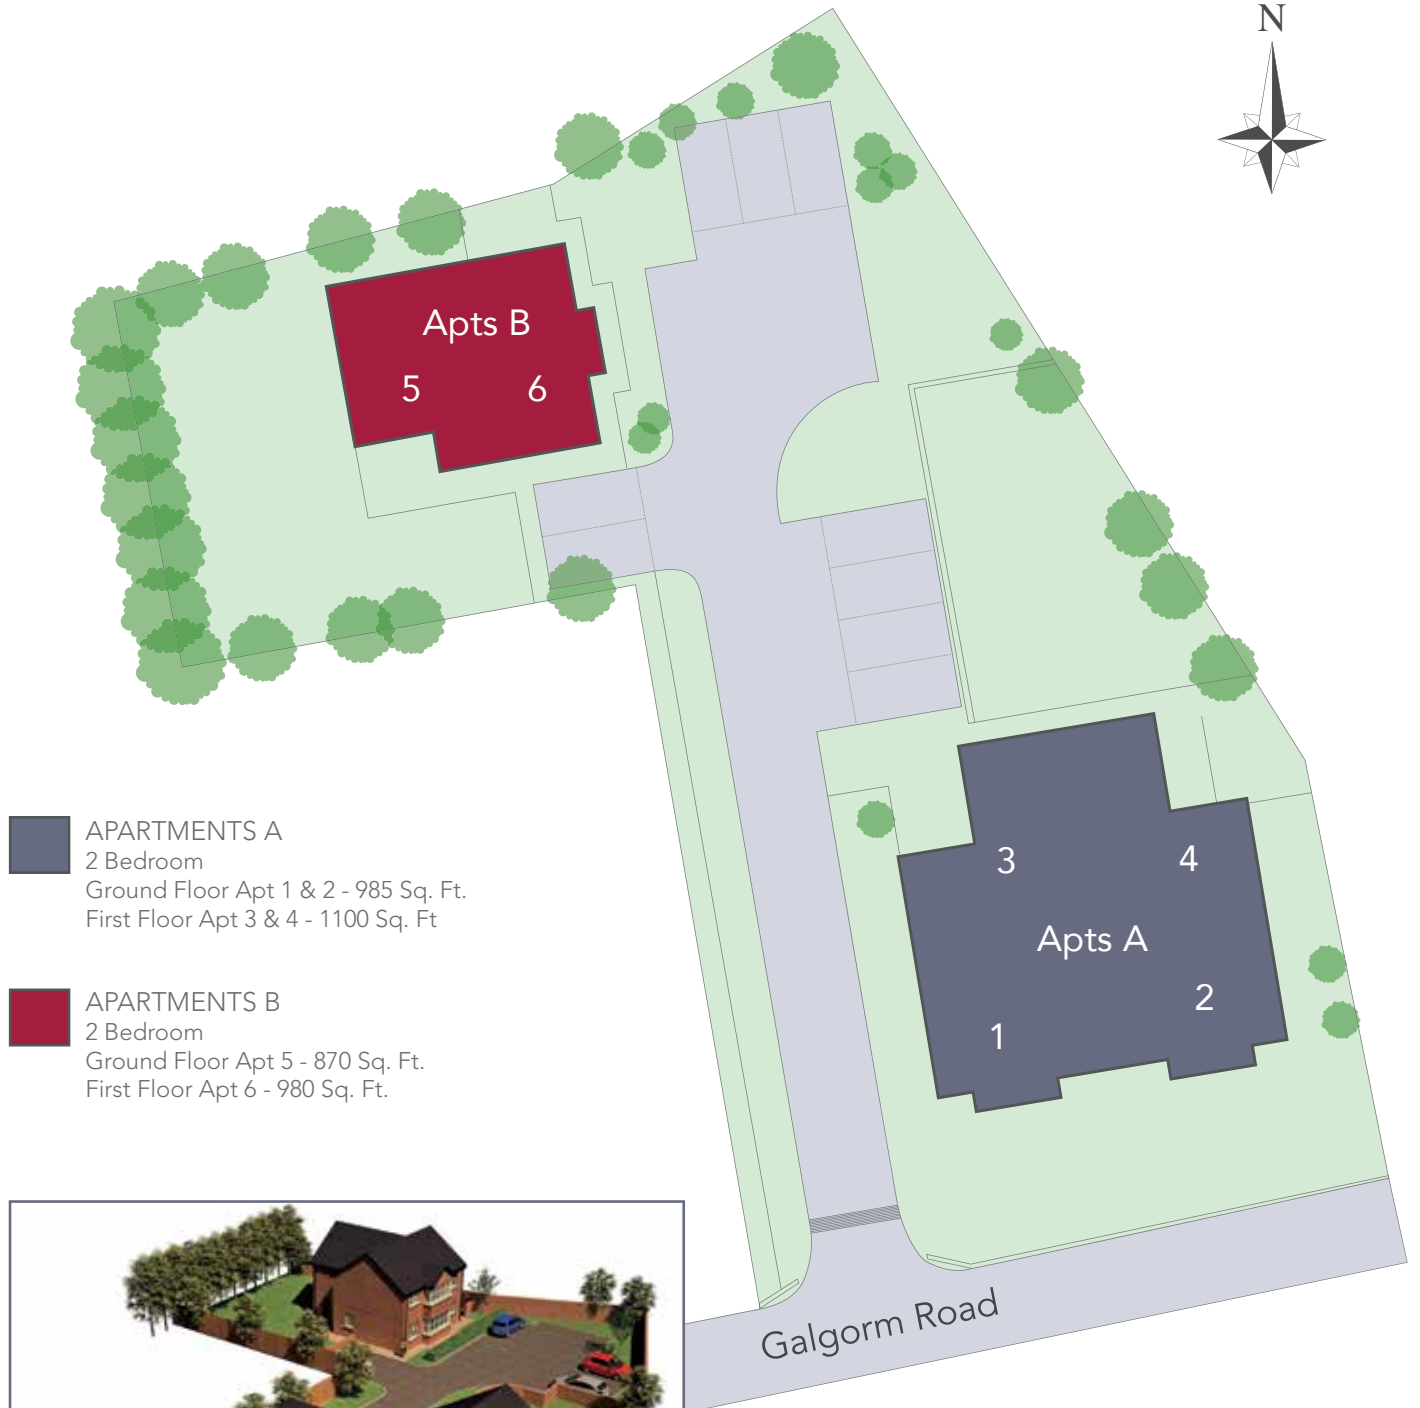 N
Apts B
5 6
3 4
Apts A
2
1
APARTMENTS A
2 Bedroom
Ground Floor Apt 1 & 2 - 985 Sq. Ft.
First Floor Apt 3 & 4 - 1100 Sq. Ft
APARTMENTS B
2 Bedroom
Ground Floor Apt 5 - 870 Sq. Ft.
First Floor Apt 6 - 980 Sq. Ft.
Galgorm Road